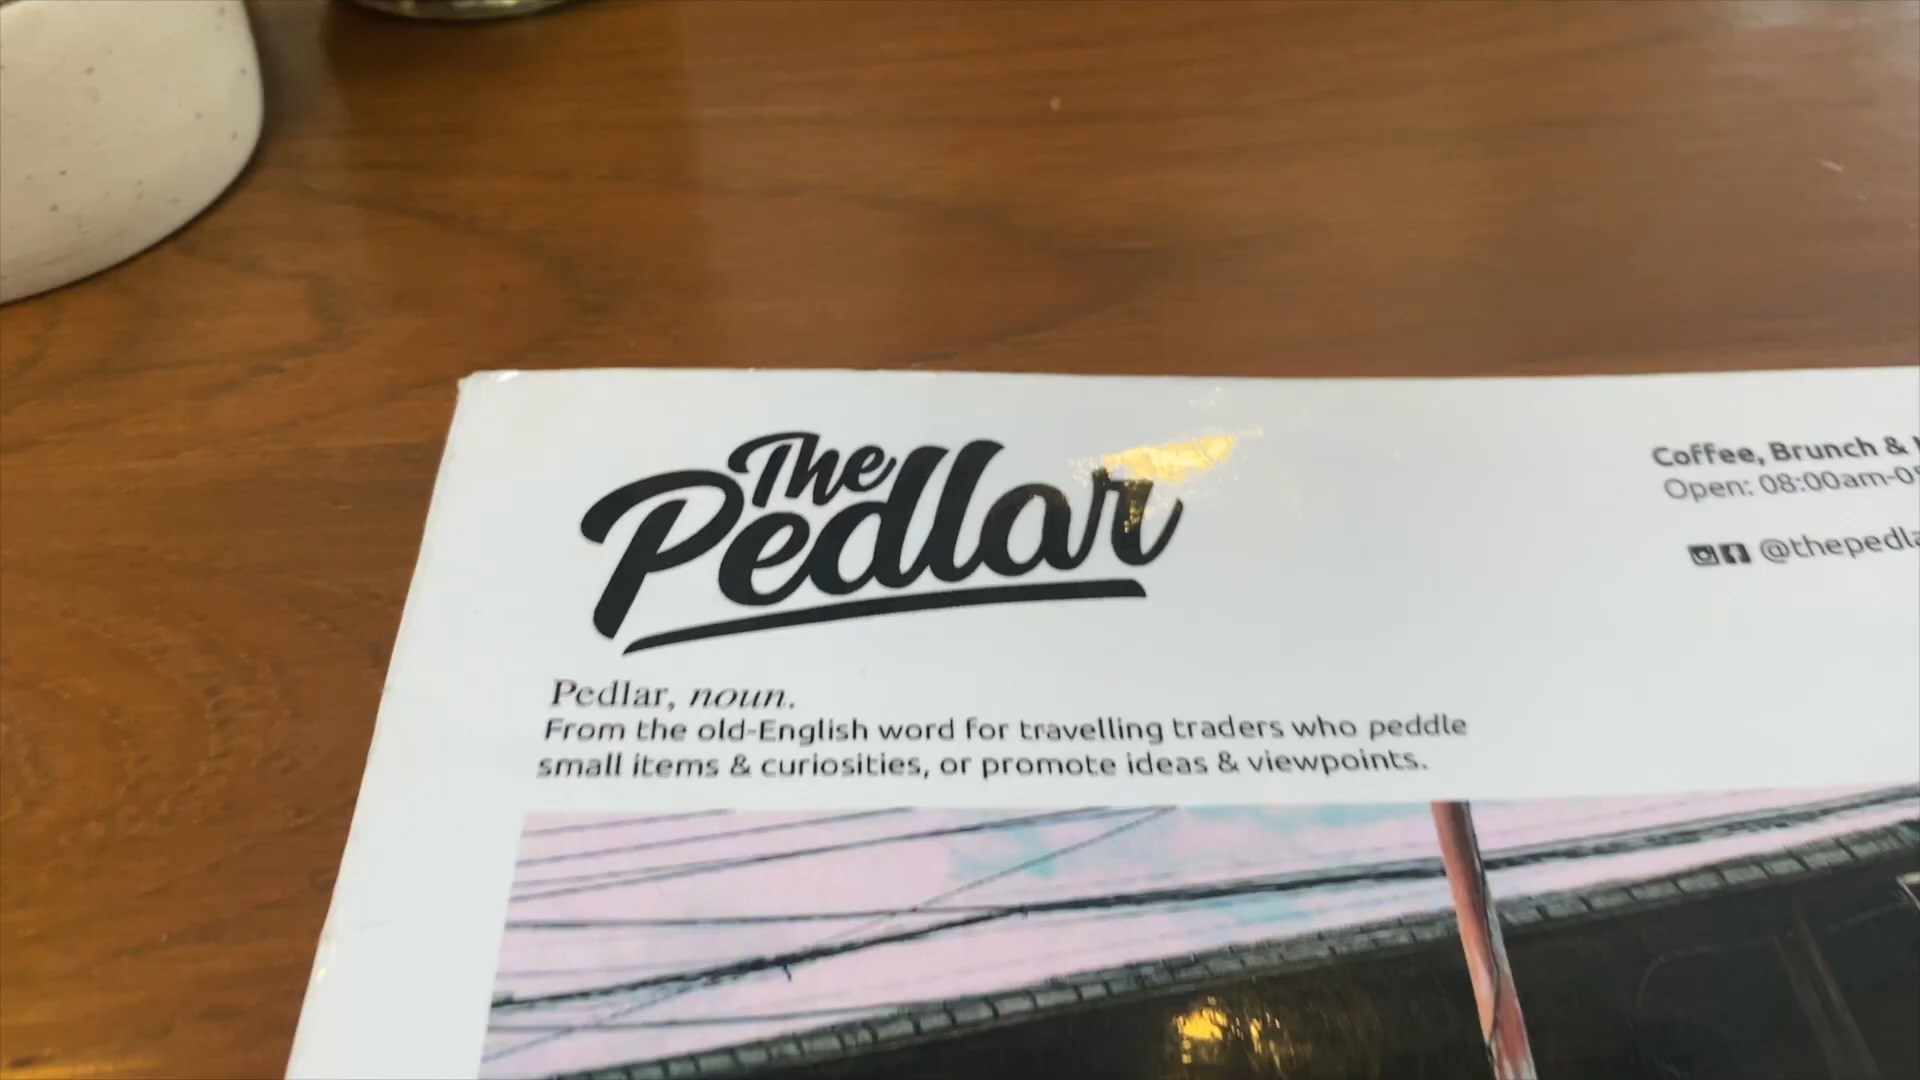 The
Pedlar
Pedlar, noun.
From the old-English word for travelling traders who peddle
small items & curiosities, or promote ideas & viewpoints.
Coffee, Brunch &
Open: 08:00am-